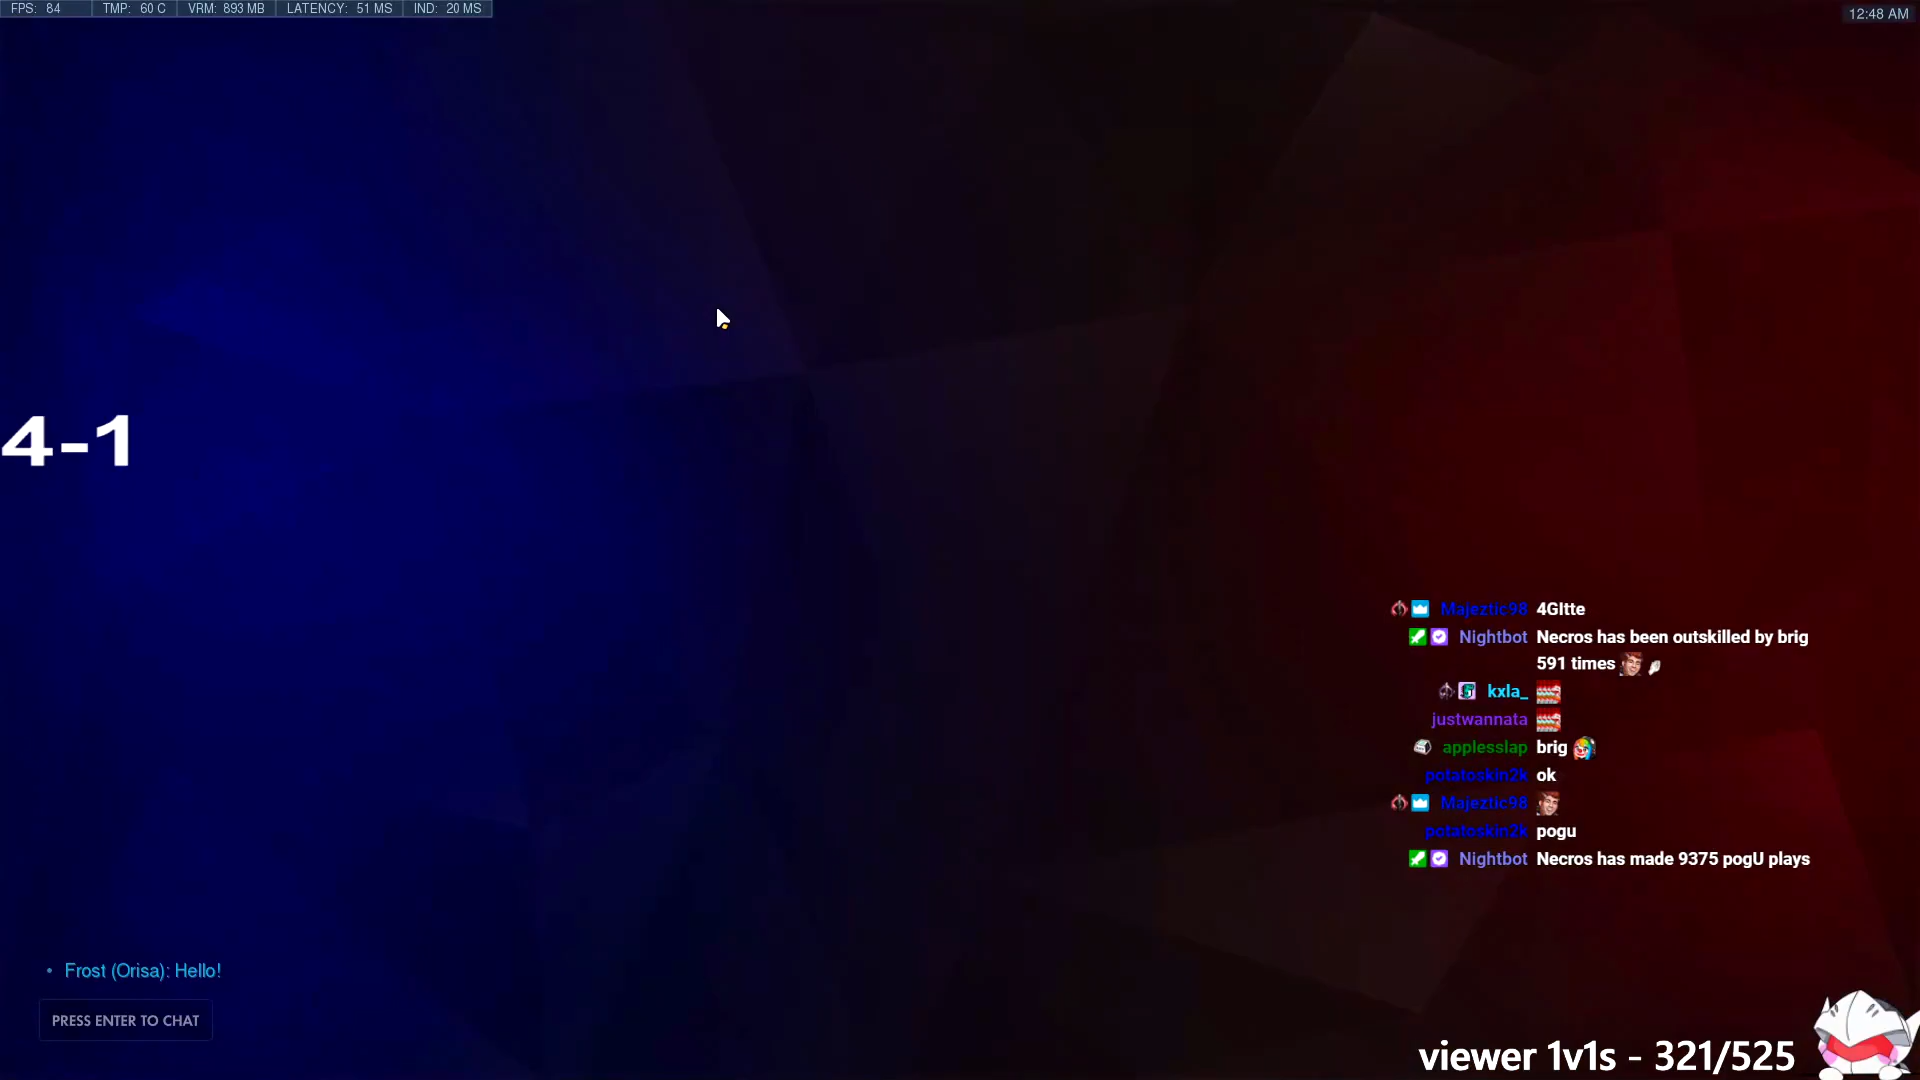 FPS: 84 TMP: 60 C VRM: 893 MB LATENCY: 51 MS IND: 20 MS
12:48 AM
4-1
Majeztic98 4GItte
Nightbot Necros has been outskilled by brig
591 times
kxla_
justwannata
applesslap brig
potatoskin2k ok
Majeztic98
potatoskin2k pogu
Nightbot Necros has made 9375 pogU plays
• Frost (Orisa): Hello!
PRESS ENTER TO CHAT
viewer 1v1s - 321/525